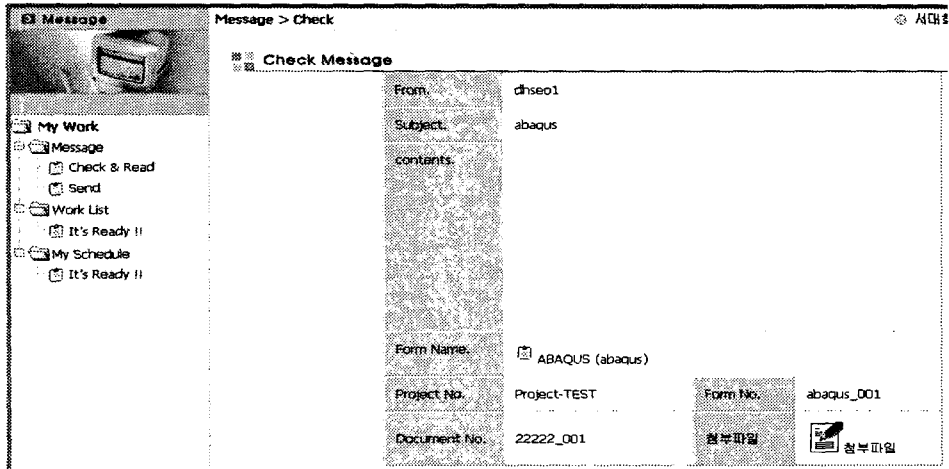 Message
Message > Check
Check Message
From. dhseo1
Subject. abaqus
contents.
My Work
Message
Check & Read
Send
Work List
It's Ready !!
My Schedule
It's Ready !!
Form Name. ABAQUS (abaqus)
Project No. Project-TEST Form No. abaqus_001
Document No. 22222_001 첨부파일 첨부파일